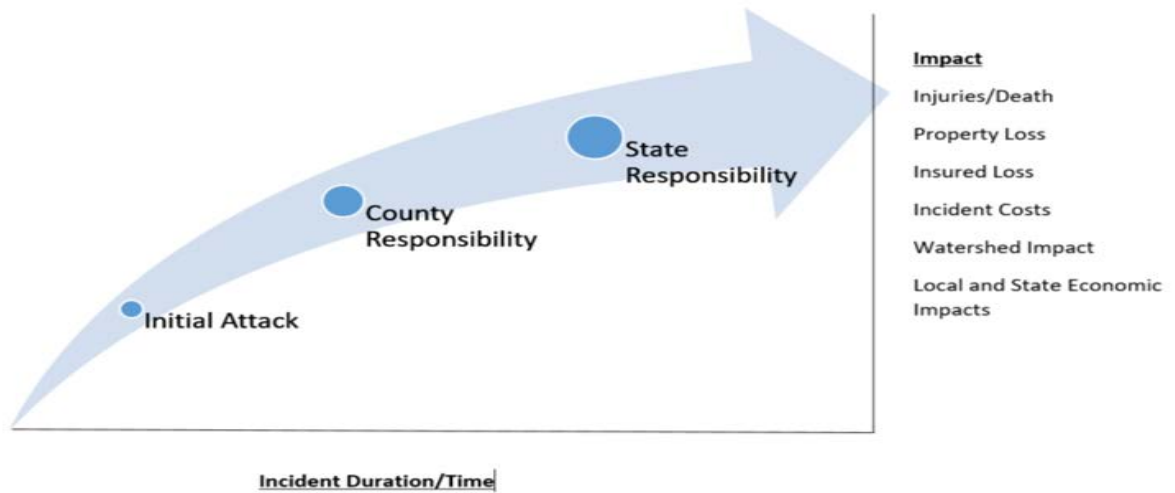 Impact
Injuries/Death
Property Loss
State
Responsibility
Insured Loss
Incident Costs
County
Responsibility
Watershed Impact
Local and State Economic
Impacts
Initial Attack
Incident Duration/Time